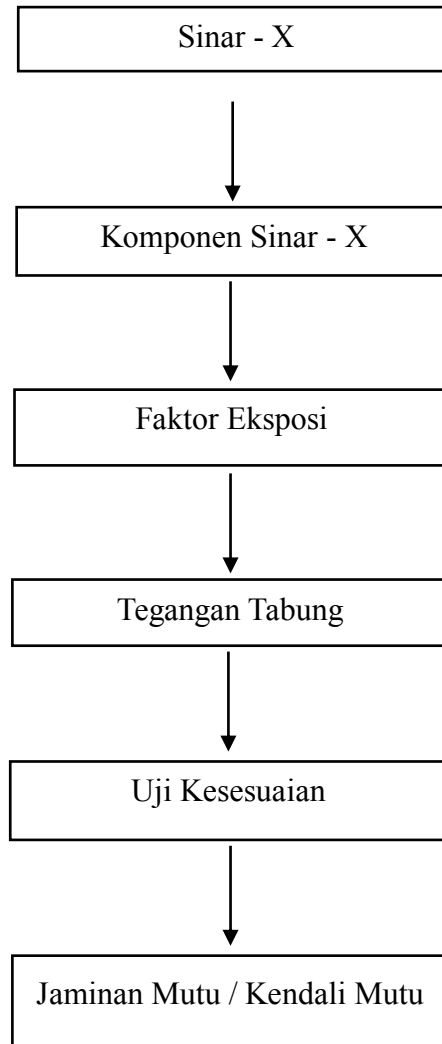 Sinar - X
Komponen Sinar - X
Faktor Eksposi
Tegangan Tabung
Uji Kesesuaian
Jaminan Mutu / Kendali Mutu